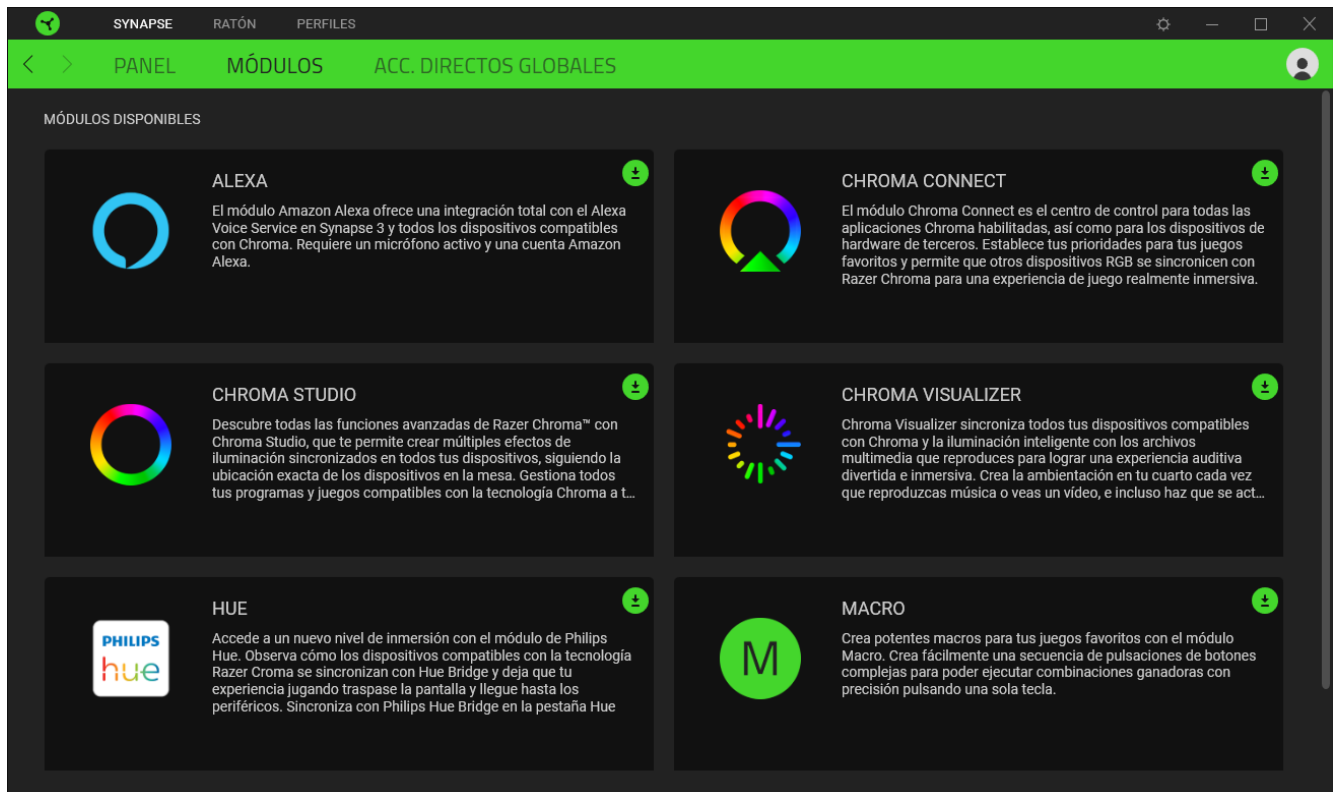 SYNAPSE RATÓN PERFILES
PANEL MÓDULOS ACC. DIRECTOS GLOBALES
MÓDULOS DISPONIBLES
ALEXA
El módulo Amazon Alexa ofrece una integración total con el Alexa
Voice Service en Synapse 3 y todos los dispositivos compatibles
con Chroma. Requiere un micrófono activo y una cuenta Amazon
Alexa.
CHROMA CONNECT
El módulo Chroma Connect es el centro de control para todas las
aplicaciones Chroma habilitadas, así como para los dispositivos de
hardware de terceros. Establece tus prioridades para tus juegos
favoritos y permite que otros dispositivos RGB se sincronicen con
Razer Chroma para una experiencia de juego realmente inmersiva.
CHROMA STUDIO
Descubre todas las funciones avanzadas de Razer Chroma™ con
Chroma Studio, que te permite crear múltiples efectos de
iluminación sincronizados en todos tus dispositivos, siguiendo la
ubicación exacta de los dispositivos en la mesa. Gestiona todos
tus programas y juegos compatibles con la tecnología Chroma a t...
CHROMA VISUALIZER
Chroma Visualizer sincroniza todos tus dispositivos compatibles
con Chroma y la iluminación inteligente con los archivos
multimedia que reproduces para lograr una experiencia auditiva
divertida e inmersiva. Crea la ambientación en tu cuarto cada vez
que reproduzcas música o veas un vídeo, e incluso haz que se act...
PHILIPS
hue
HUE
Accede a un nuevo nivel de inmersión con el módulo de Philips
Hue. Observa cómo los dispositivos compatibles con la tecnología
Razer Croma se sincronizan con Hue Bridge y deja que tu
experiencia jugando traspase la pantalla y llegue hasta los
periféricos. Sincroniza con Philips Hue Bridge en la pestaña Hue
M
MACRO
Crea potentes macros para tus juegos favoritos con el módulo
Macro. Crea fácilmente una secuencia de pulsaciones de botones
complejas para poder ejecutar combinaciones ganadoras con
precisión pulsando una sola tecla.